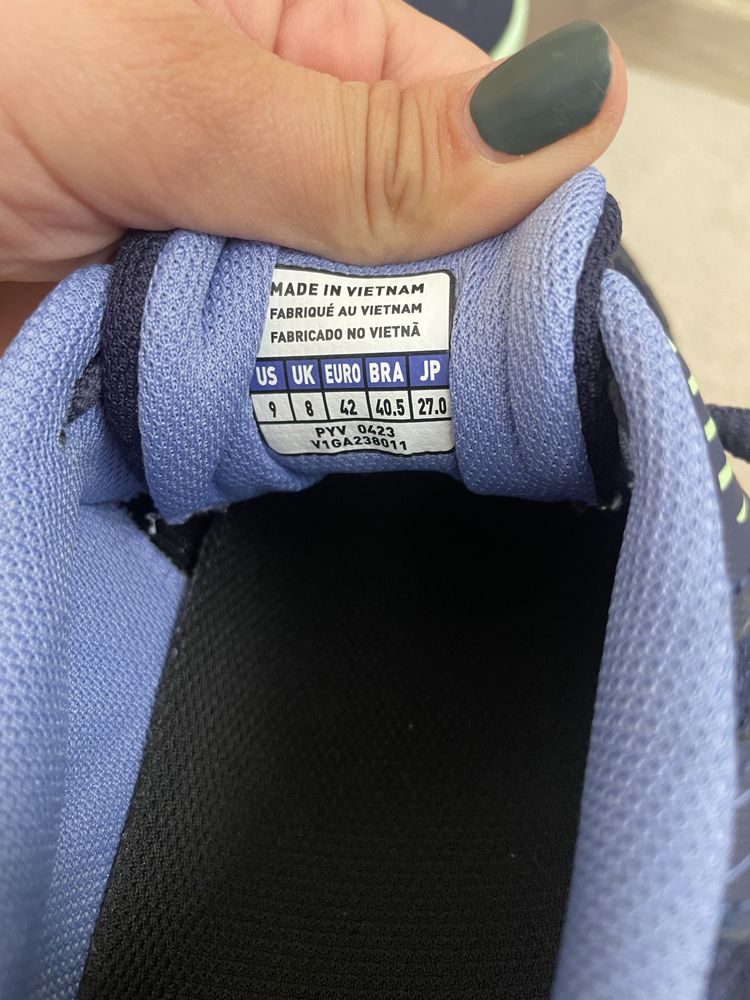 MADE IN VIETNAM
FABRIQUÉ AU VIETNAM
FABRICADO NO VIETNÃ
US UK EURO BRA JP
9 8 42 40.5 27.0
PYV 0423
V1GA238011